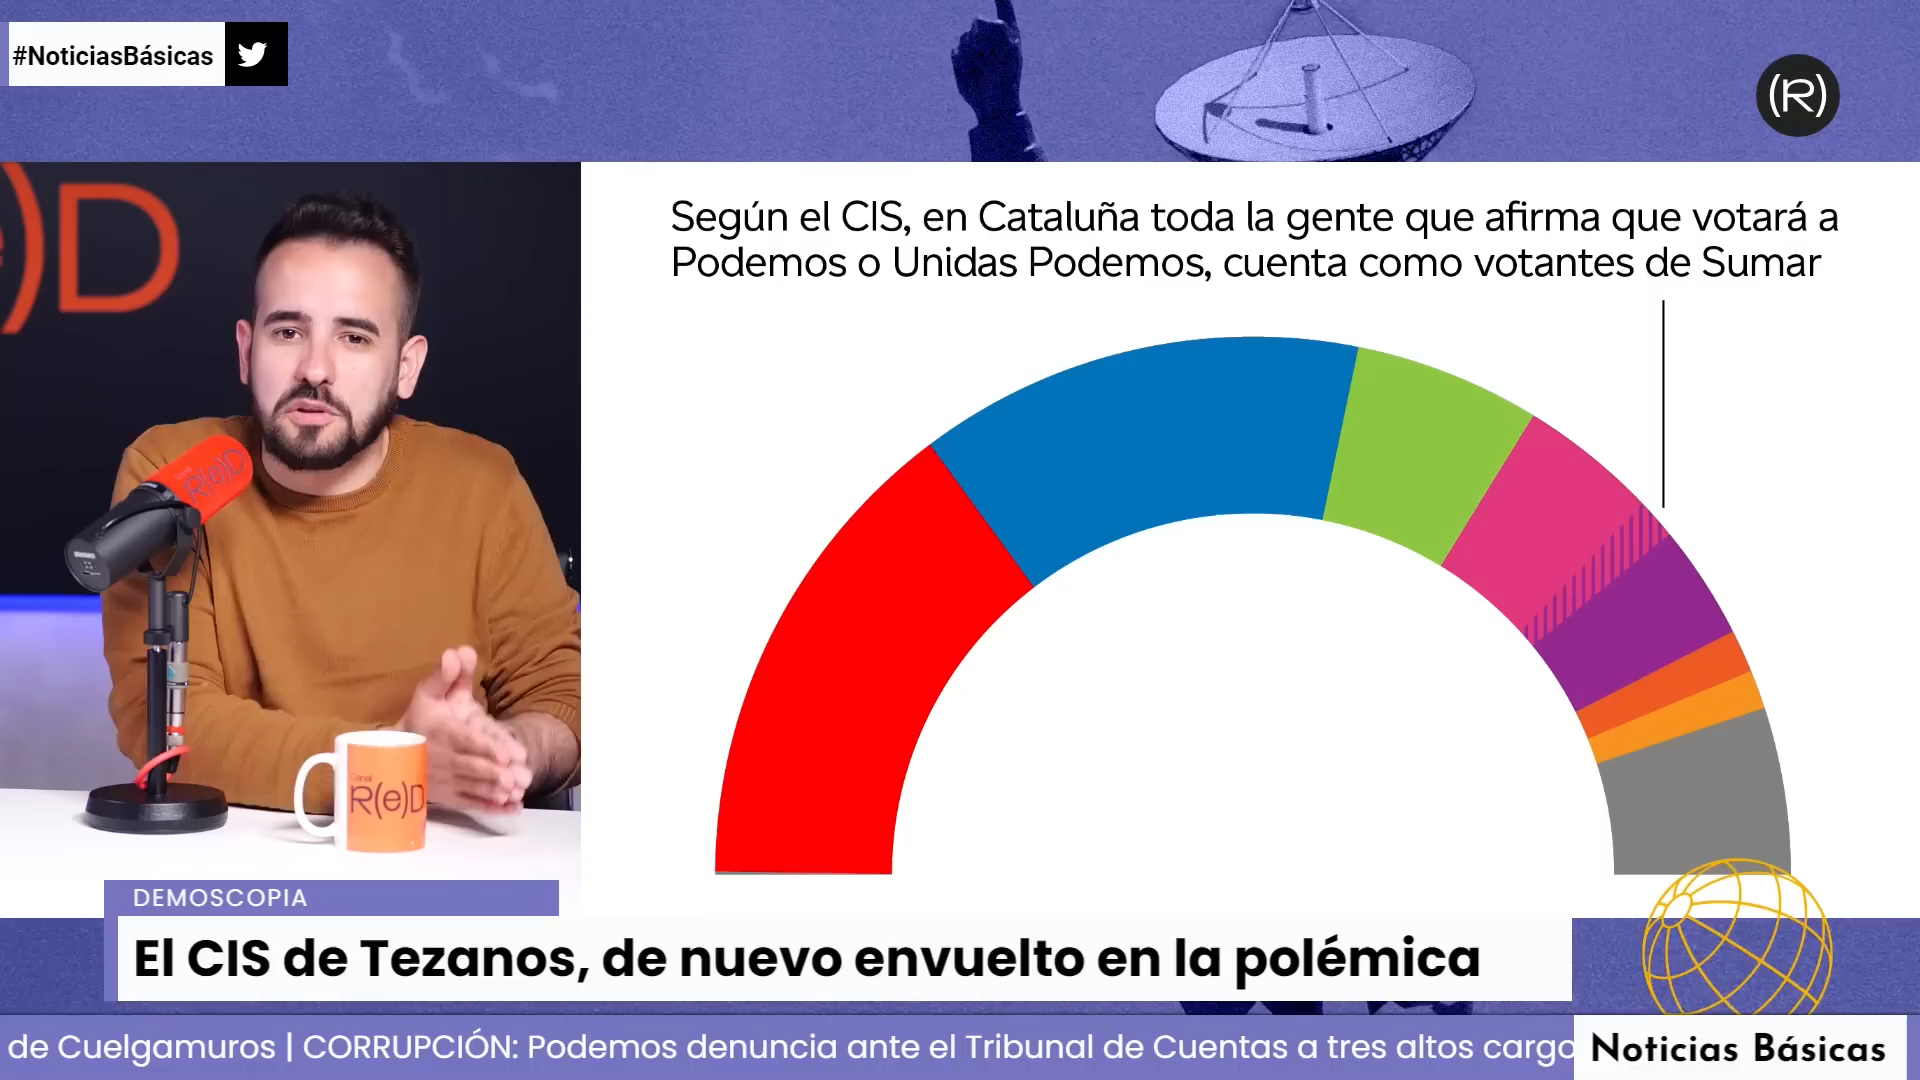 #NoticiasBásicas
(R)
R(e)D
Según el CIS, en Cataluña toda la gente que afirma que votará a
Podemos o Unidas Podemos, cuenta como votantes de Sumar
Canal
R(e)D
Canal
R(e)D
DEMOSCOPIA
El CIS de Tezanos, de nuevo envuelto en la polémica
de Cuelgamuros | CORRUPCIÓN: Podemos denuncia ante el Tribunal de Cuentas a tres altos cargo
Noticias Básicas